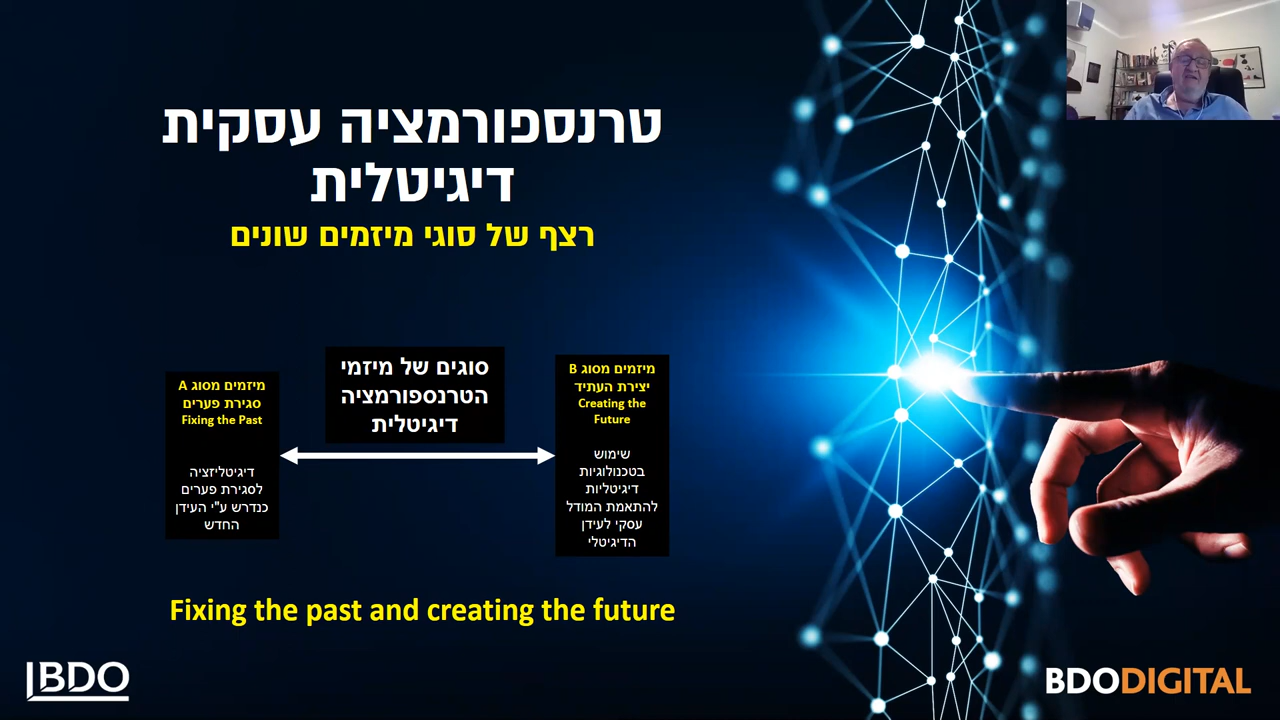 טרנספורמציה עסקית
דיגיטלית
רצף של סוגי מיזמים שונים
סוגים של מיזמי
הטרנספורמציה
דיגיטלית
מיזמים מסוג B
יצירת העתיד
Creating the
Future
שימוש
בטכנולוגיות
דיגיטליות
להתאמת המודל
עסקי לעידן
הדיגיטלי
מיזמים מסוג A
סגירת פערים
Fixing the Past
דיגיטליזציה
לסגירת פערים
כנדרש ע"י העידן
החדש
Fixing the past and creating the future
BDO
BDODIGITAL